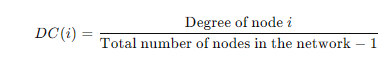 DC(i) = Degree of node i / Total number of nodes in the network − 1